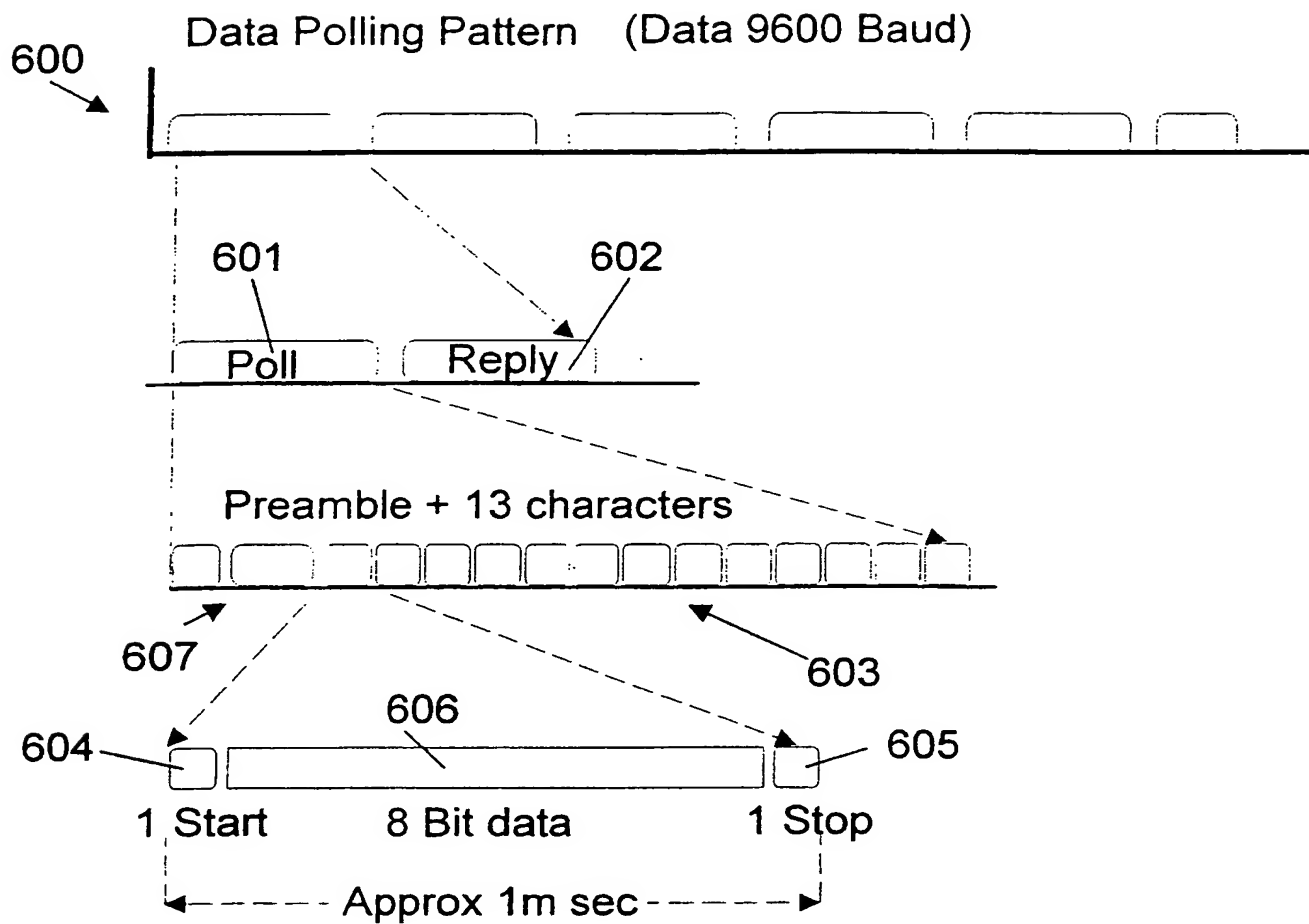 Data Polling Pattern (Data 9600 Baud)
600
601
602
Poll
Reply
Preamble + 13 characters
607
603
606
604
605
1 Start
8 Bit data
1 Stop
Approx 1m sec